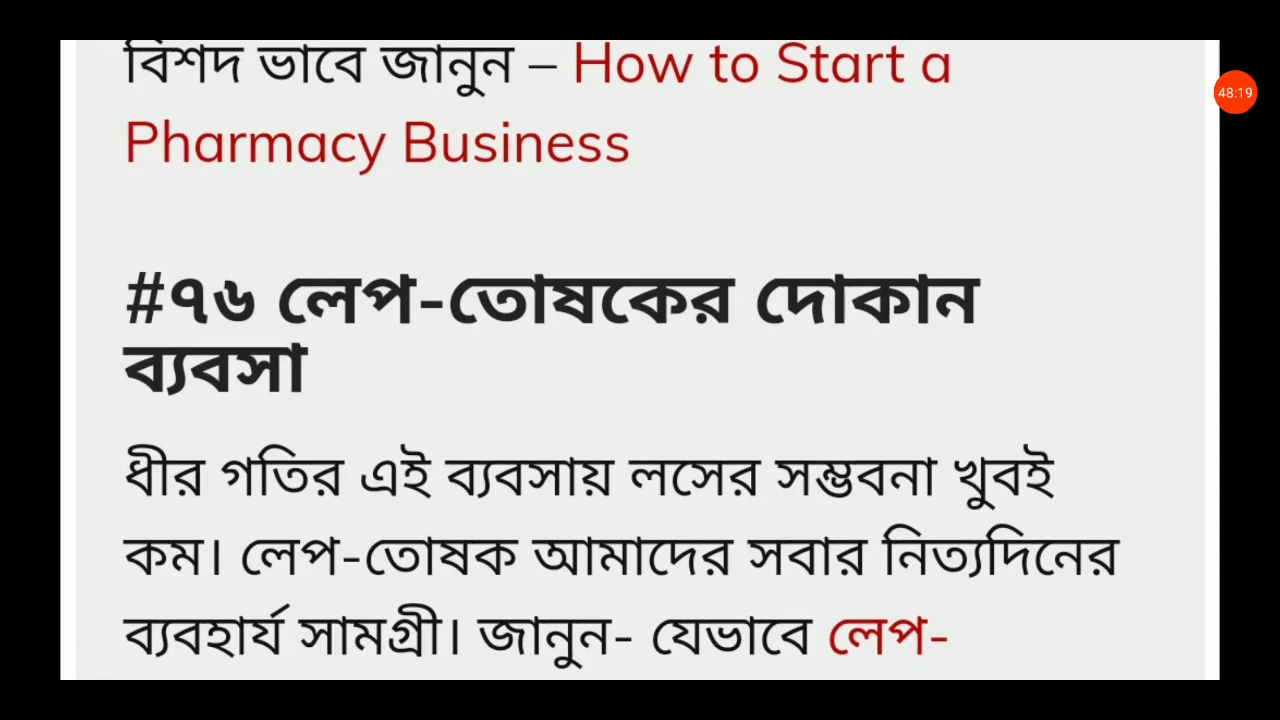 বিশদ ভাবে জানুন – How to Start a
Pharmacy Business
48:19
#৭৬ লেপ-তোষকের দোকান
ব্যবসা
ধীর গতির এই ব্যবসায় লসের সম্ভবনা খুবই
কম। লেপ-তোষক আমাদের সবার নিত্যদিনের
ব্যবহার্য সামগ্রী। জানুন- যেভাবে লেপ-